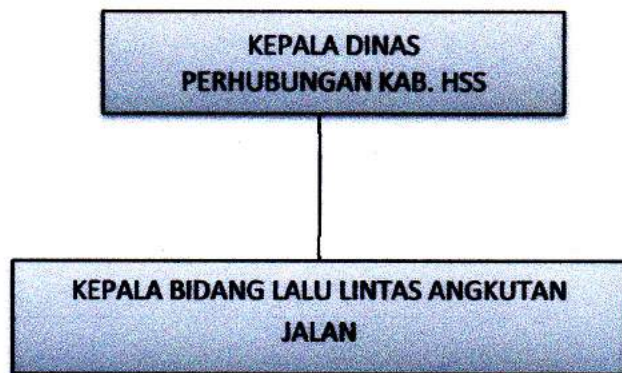 KEPALA DINAS
PERHUBUNGAN KAB. HSS
KEPALA BIDANG LALU LINTAS ANGKUTAN
JALAN